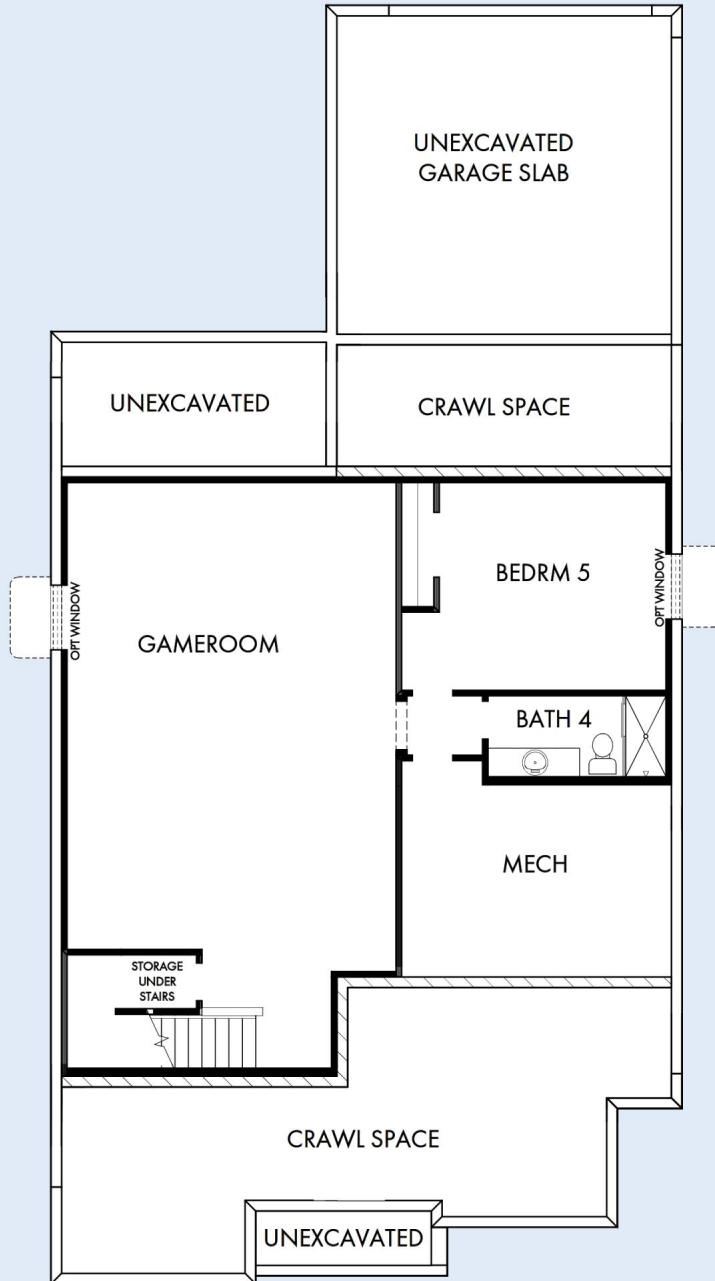 UNEXCAVATED
GARAGE SLAB
UNEXCAVATED
CRAWL SPACE
BEDRM 5
OPT WINDOW
OPT WINDOW
GAMEROOM
BATH 4
MECH
STORAGE
UNDER
STAIRS
CRAWL SPACE
UNEXCAVATED